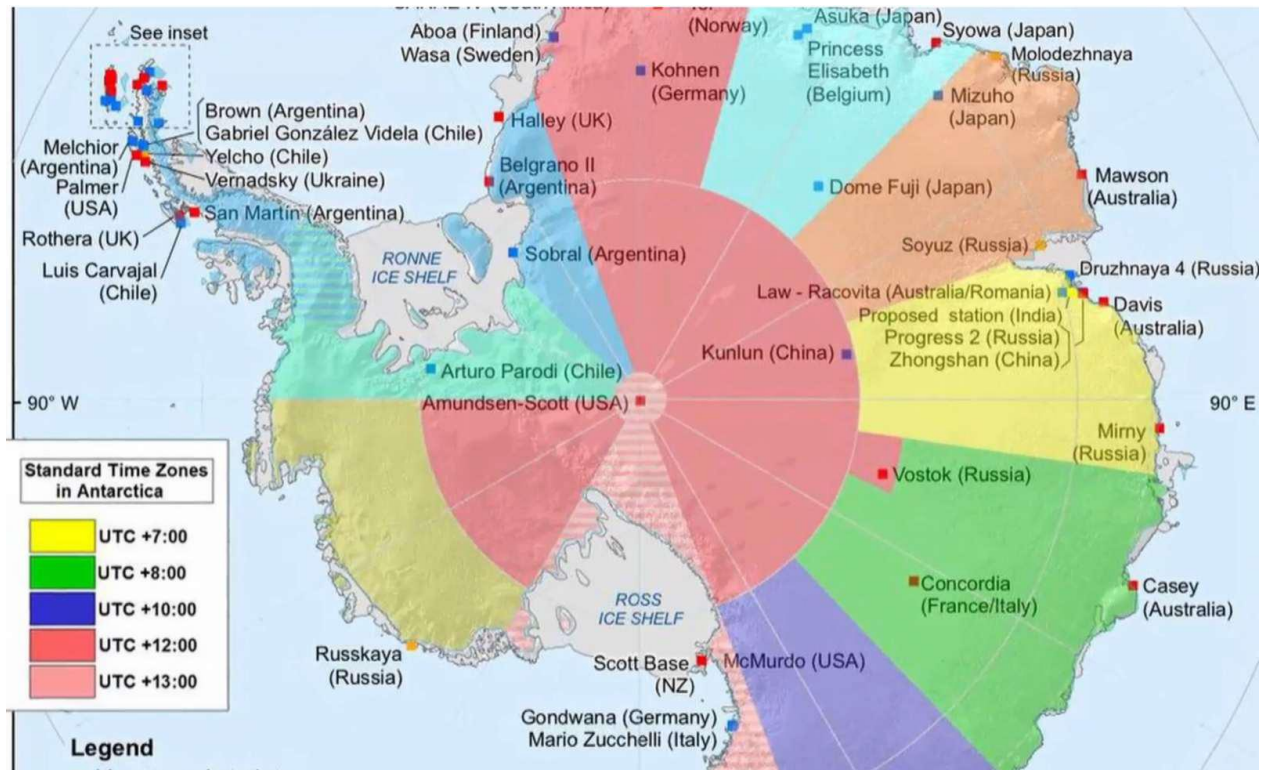 SANAE IV (South Africa)
(Norway)
Asuka (Japan)
Syowa (Japan)
See inset
Aboa (Finland)
Wasa (Sweden)
Princess
Elisabeth
(Belgium)
Molodezhnaya
(Russia)
Kohnen
(Germany)
Mizuho
(Japan)
Brown (Argentina)
Gabriel González Videla (Chile)
Halley (UK)
Melchior
(Argentina)
Yelcho (Chile)
Palmer
(USA)
Vernadsky (Ukraine)
Belgrano II
(Argentina)
Dome Fuji (Japan)
Mawson
(Australia)
San Martín (Argentina)
Rothera (UK)
Luis Carvajal
(Chile)
RONNE
ICE SHELF
Sobral (Argentina)
Soyuz (Russia)
Druzhnaya 4 (Russia)
Law - Racovita (Australia/Romania)
Davis
(Australia)
Proposed station (India)
Progress 2 (Russia)
Zhongshan (China)
Kunlun (China)
Arturo Parodi (Chile)
90° W
Amundsen-Scott (USA)
90° E
Mirny
(Russia)
Vostok (Russia)
Standard Time Zones
in Antarctica
UTC +7:00
UTC +8:00
UTC +10:00
UTC +12:00
UTC +13:00
Concordia
(France/Italy)
Casey
(Australia)
ROSS
ICE SHELF
Russkaya
(Russia)
Scott Base
(NZ)
McMurdo (USA)
Gondwana (Germany)
Mario Zucchelli (Italy)
Legend